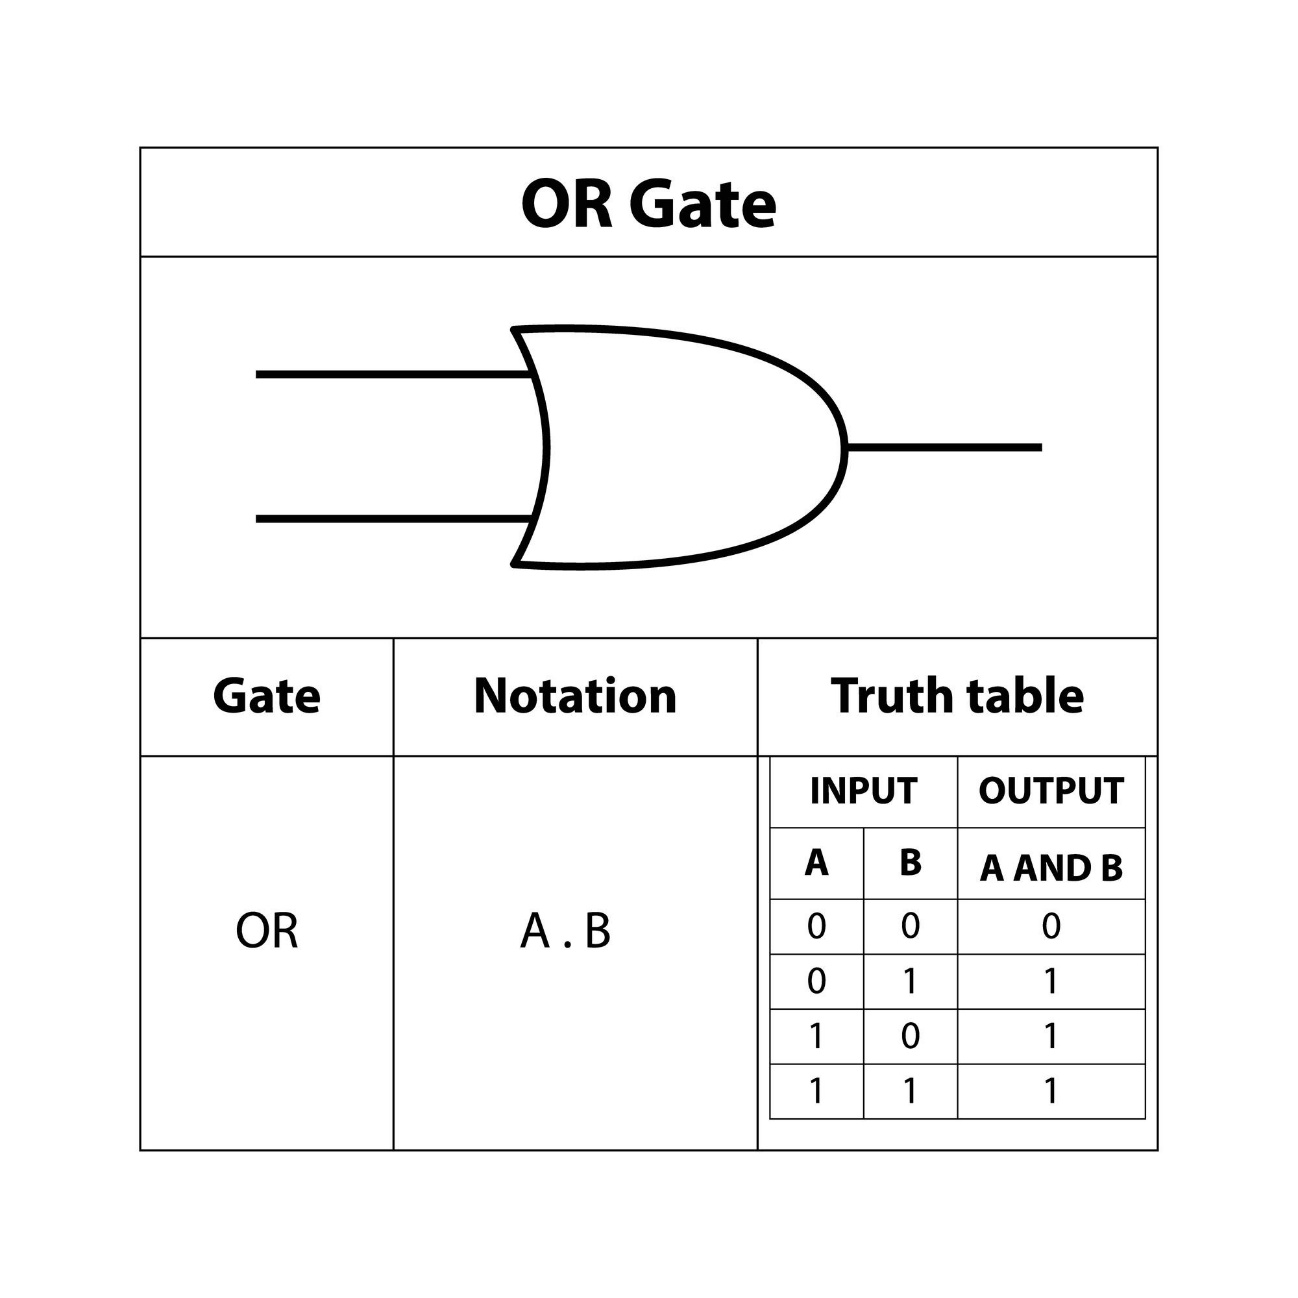 OR Gate
Gate Notation Truth table
INPUT OUTPUT
A B A AND B
OR A . B
0 0 0
0 1 1
1 0 1
1 1 1